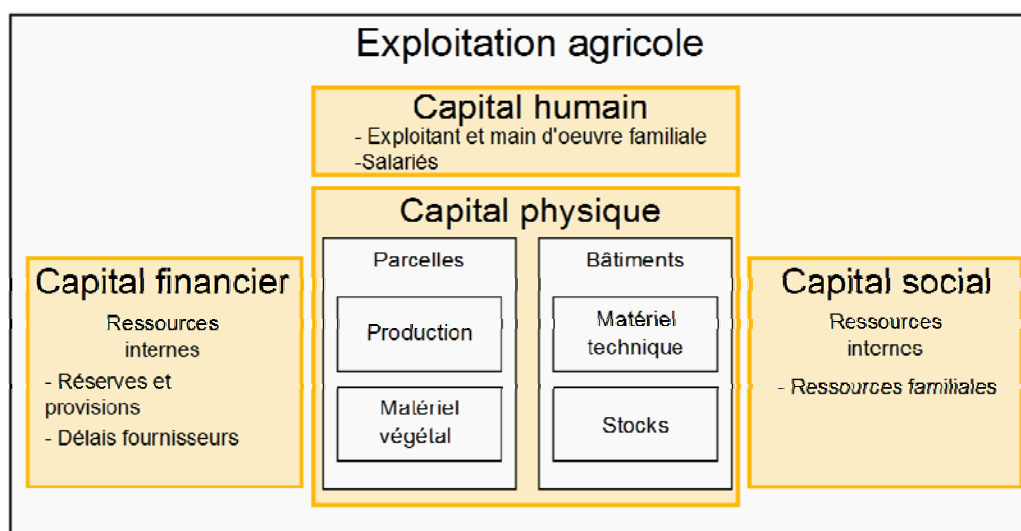 Exploitation agricole
Capital humain
- Exploitant et main d'oeuvre familiale
-Salariés
Capital physique
Parcelles
Production
Matériel
végétal
Bâtiments
Matériel
technique
Stocks
Capital financier
Ressources
internes
- Réserves et
provisions
- Délais fournisseurs
Capital social
Ressources
internes
- Ressources familiales